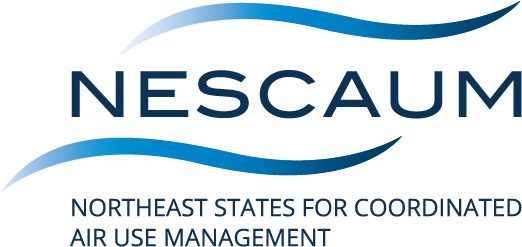 NESCAUM
NORTHEAST STATES FOR COORDINATED
AIR USE MANAGEMENT